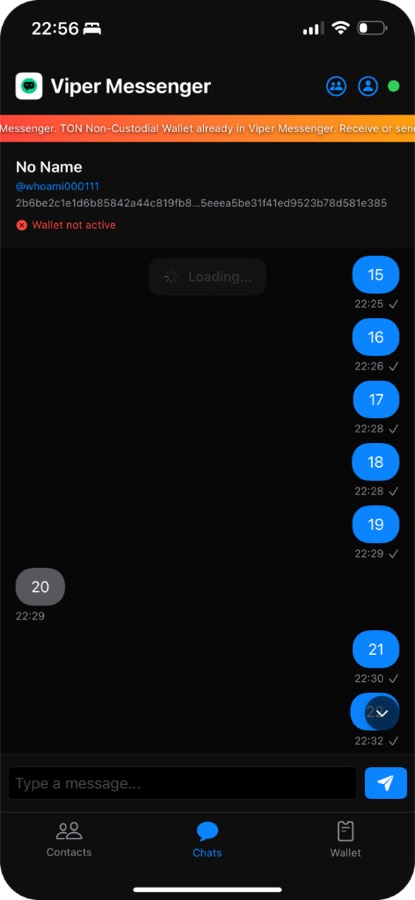 22:56
Viper Messenger
Messenger. TON Non-Custodial Wallet already in Viper Messenger. Receive or send
No Name
@whoami000111
2b6be2c1e1d6b85842a44c819fb8...5eeea5be31f41ed9523b78d581e385
Wallet not active
Loading...
15
22:25
16
22:26
17
22:28
18
22:28
19
22:29
20
22:29
21
22:30
22:32
Type a message...
Contacts
Chats
Wallet